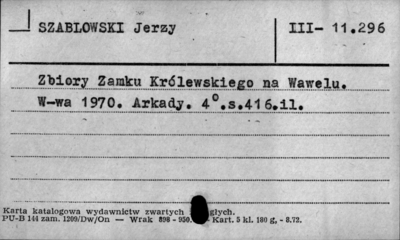 SZABLOWSKI Jerzy III- 11.296
Zbiory Zamku Królewskiego na Wawelu.
W-wa 1970. Arkady. 4°.s.416.il.
Karta katalogowa wydawnictw zwartych głych.
PU-B 144 zam. 1209/Dw/On — Wrak 898 - 950. - Kart. 5 kl. 180 g, - 8.72.